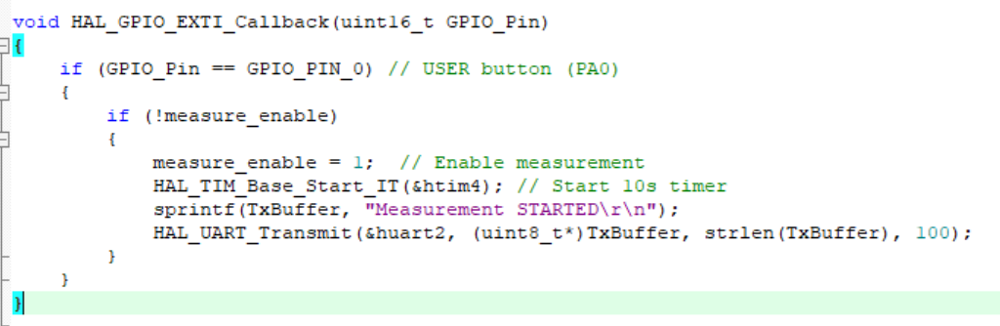 void HAL_GPIO_EXTI_Callback(uint16_t GPIO_Pin)
{
    if (GPIO_Pin == GPIO_PIN_0) // USER button (PA0)
    {
        if (!measure_enable)
        {
            measure_enable = 1;  // Enable measurement
            HAL_TIM_Base_Start_IT(&htim4); // Start 10s timer
            sprintf(TxBuffer, "Measurement STARTED\r\n");
            HAL_UART_Transmit(&huart2, (uint8_t*)TxBuffer, strlen(TxBuffer), 100);
        }
    }
}